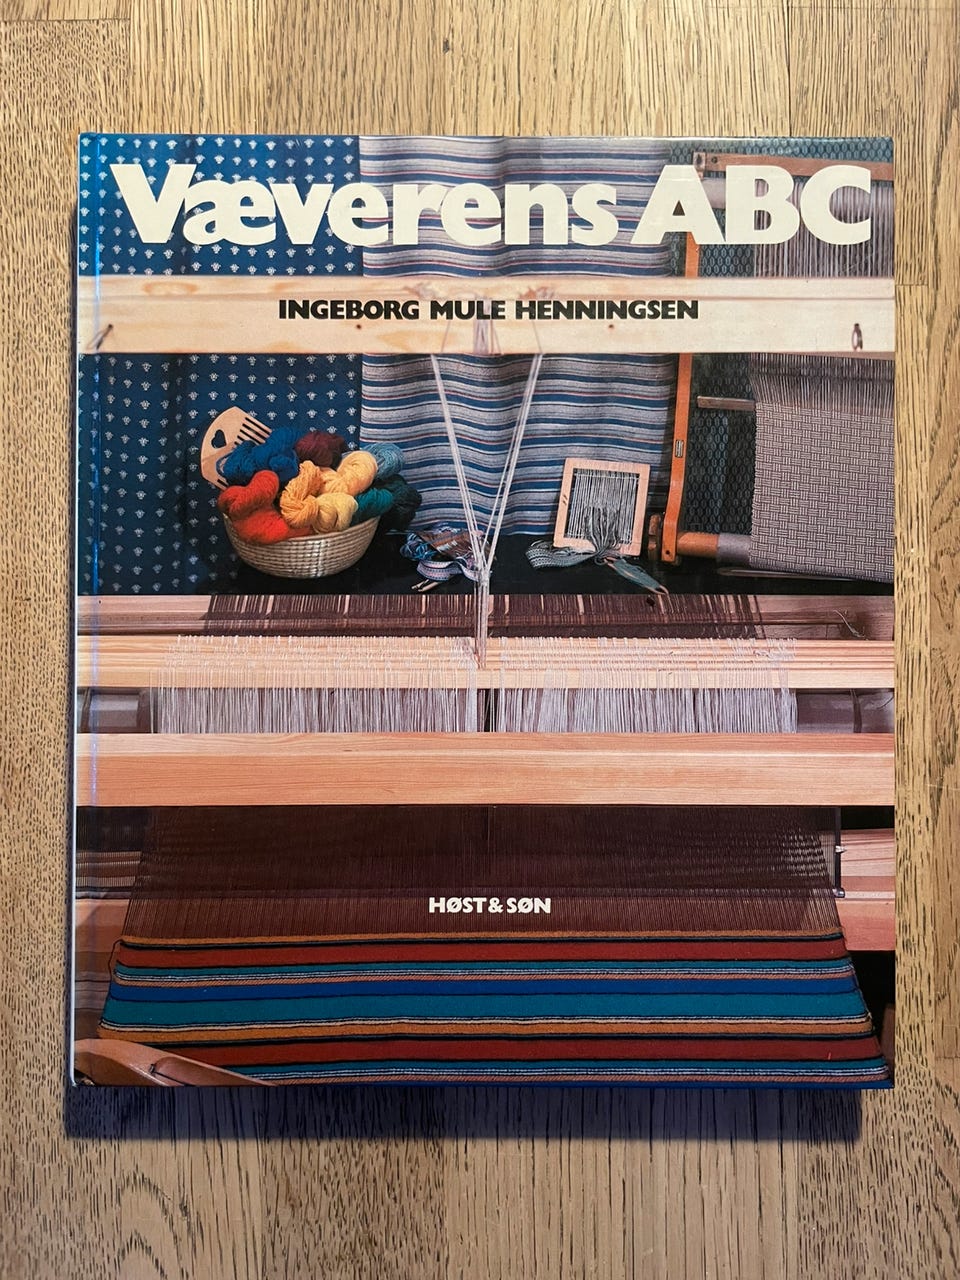 Væverens ABC
INGEBORG MULE HENNINGSEN
HØST & SØN